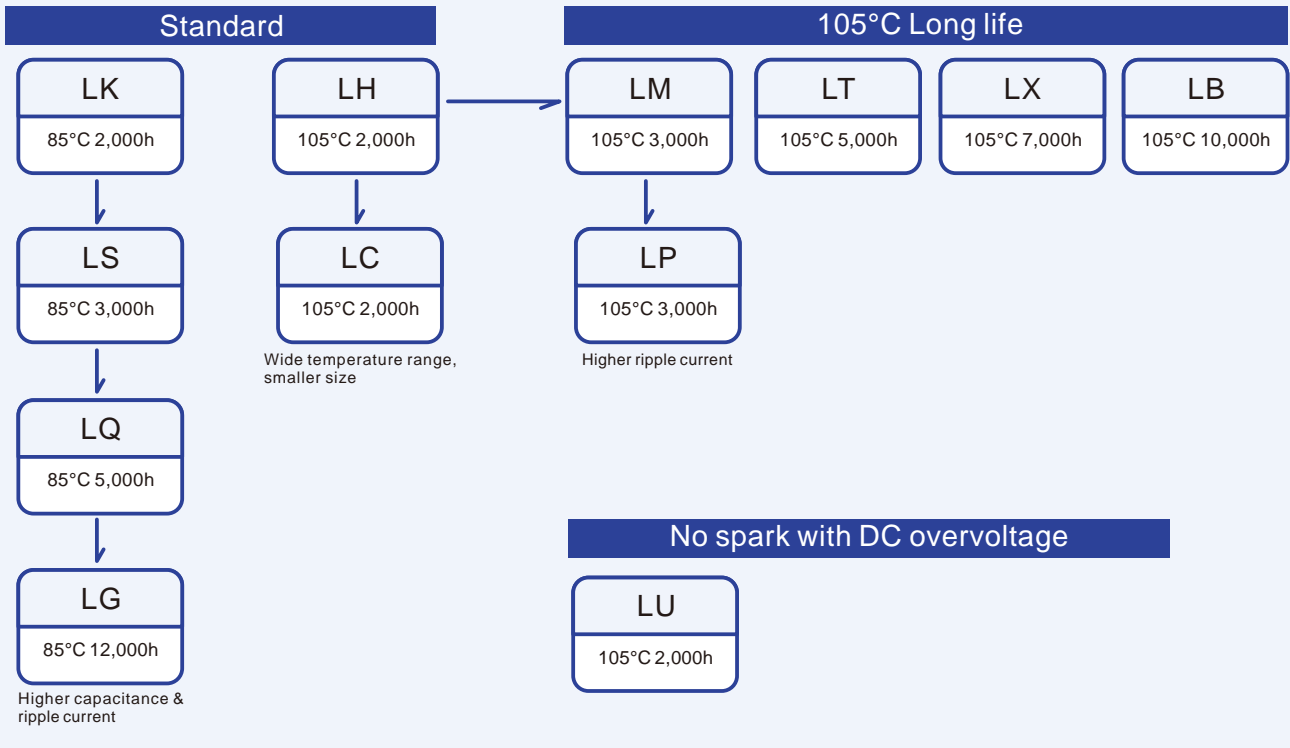 Standard
105°C Long life
LK
85°C 2,000h
LH
105°C 2,000h
LM
105°C 3,000h
LT
105°C 5,000h
LX
105°C 7,000h
LB
105°C 10,000h
LS
85°C 3,000h
LC
105°C 2,000h
Wide temperature range,
smaller size
LP
105°C 3,000h
Higher ripple current
LQ
85°C 5,000h
LG
85°C 12,000h
Higher capacitance &
ripple current
No spark with DC overvoltage
LU
105°C 2,000h